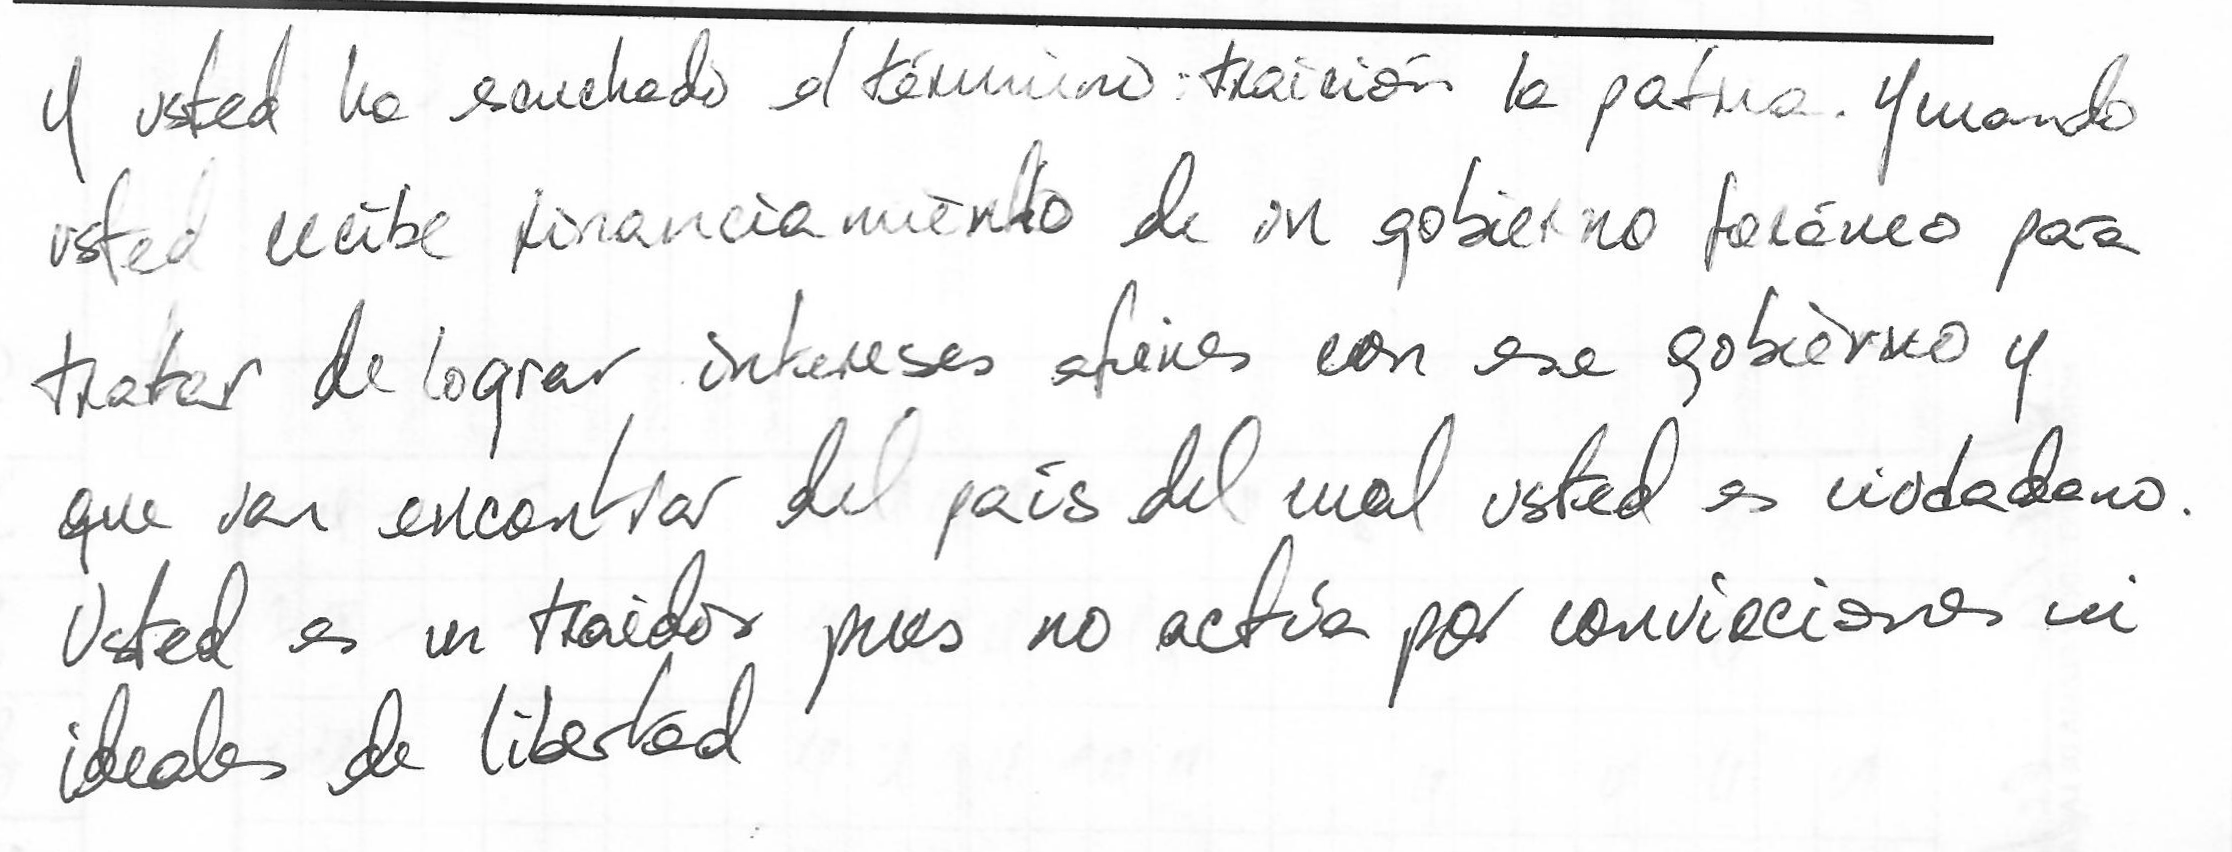 Y usted ha escuchado el término: traición la patria. Y cuando
usted recibe financiamiento de un gobierno foráneo para
tratar de lograr intereses afines con ese gobierno y
que van encontrar del país del cual usted es ciudadano.
Usted es un traidor pues no actúa por convicciones ni
ideales de libertad